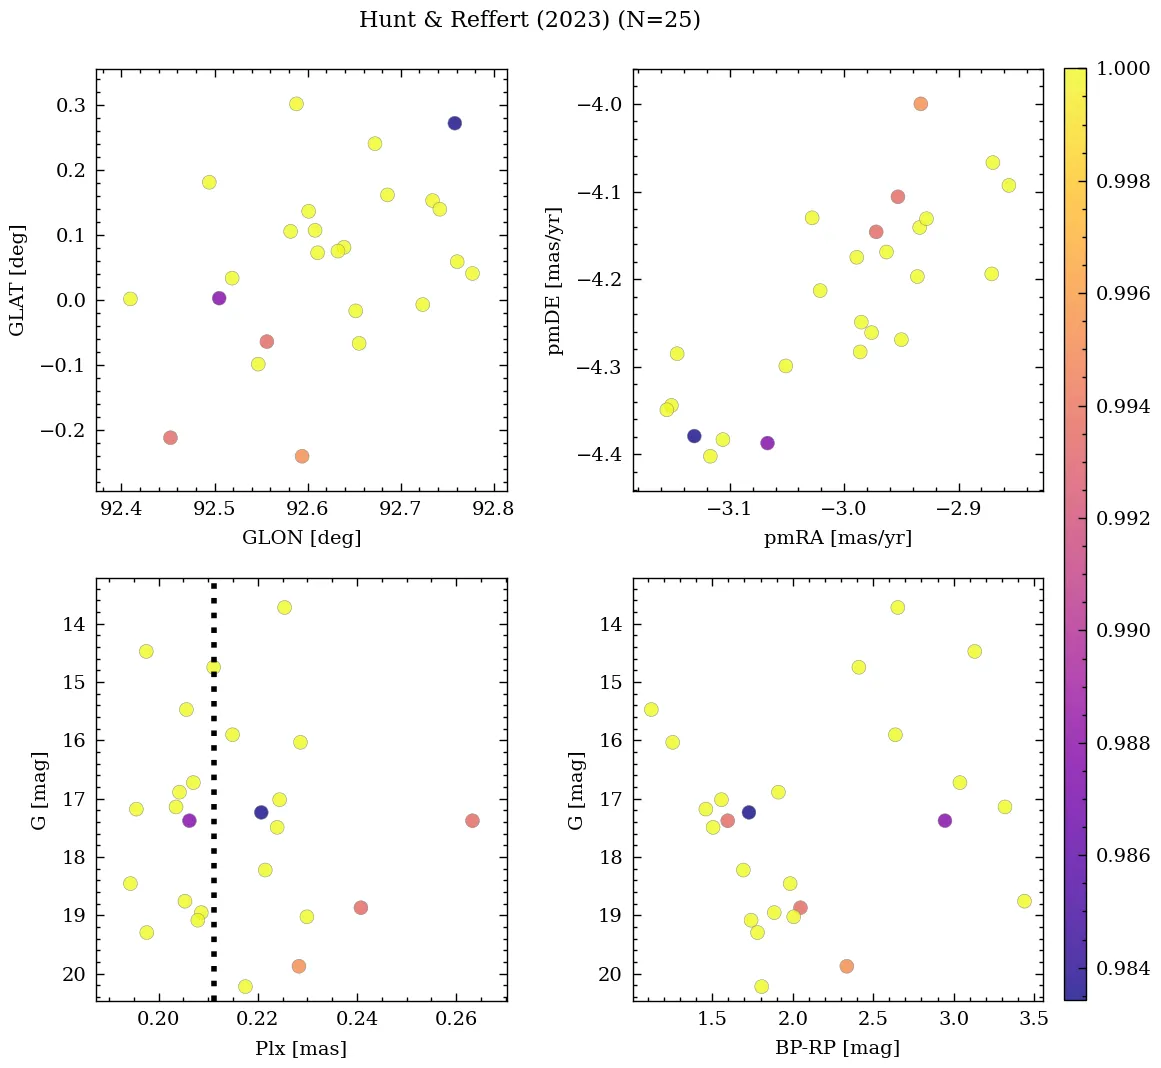 Hunt & Reffert (2023) (N=25)
0.3
0.2
0.1
0.0
−0.1
−0.2
GLAT [deg]
92.4 92.5 92.6 92.7 92.8
GLON [deg]
−4.0
−4.1
−4.2
−4.3
−4.4
pmDE [mas/yr]
−3.1 −3.0 −2.9
pmRA [mas/yr]
14
15
16
17
18
19
20
G [mag]
0.20 0.22 0.24 0.26
Plx [mas]
14
15
16
17
18
19
20
G [mag]
1.5 2.0 2.5 3.0 3.5
BP-RP [mag]
1.000
0.998
0.996
0.994
0.992
0.990
0.988
0.986
0.984